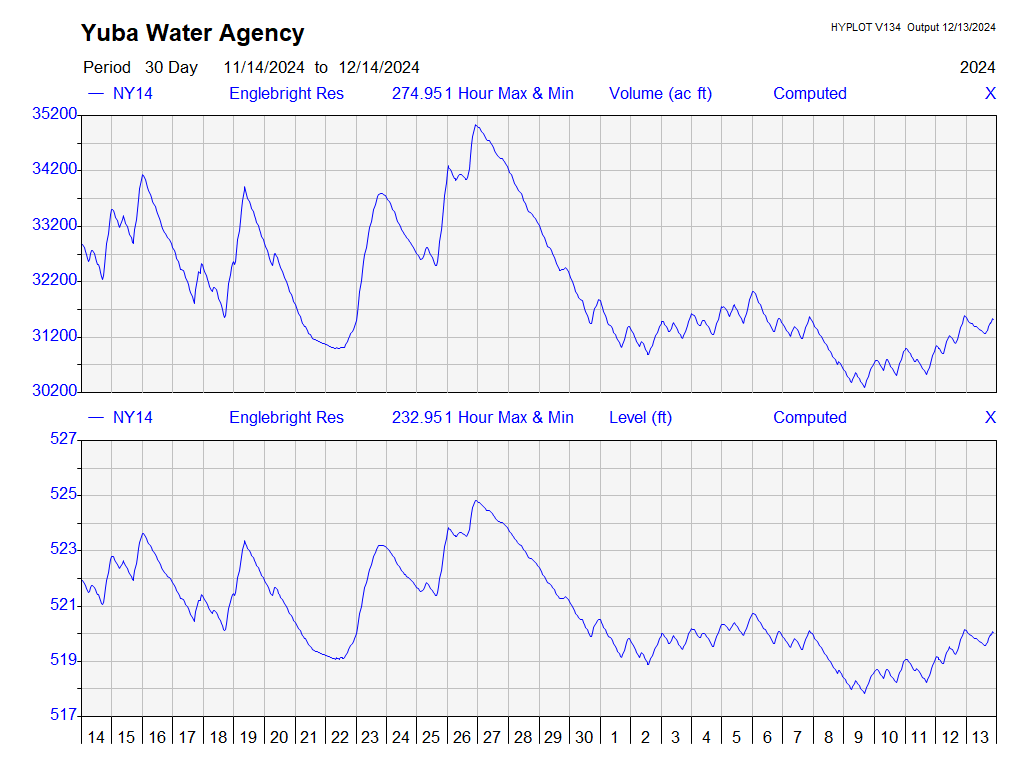 Yuba Water Agency
HYPLOT V134 Output 12/13/2024
Period 30 Day 11/14/2024 to 12/14/2024 2024
NY14 Englebright Res 274.951 Hour Max & Min Volume (ac ft) Computed X
35200
34200
33200
32200
31200
30200
NY14 Englebright Res 232.951 Hour Max & Min Level (ft) Computed X
527
525
523
521
519
517
14 15 16 17 18 19 20 21 22 23 24 25 26 27 28 29 30 1 2 3 4 5 6 7 8 9 10 11 12 13